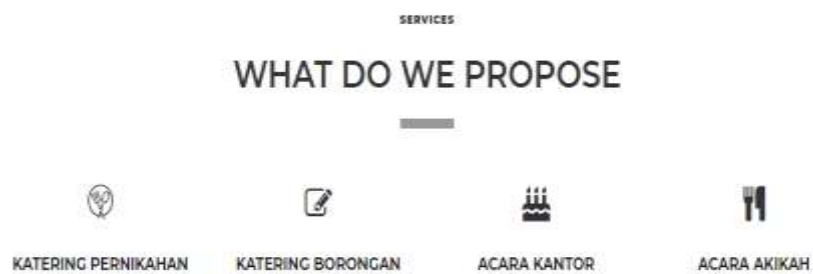 SERVICES
WHAT DO WE PROPOSE
KATERING PERNIKAHAN
KATERING BORONGAN
ACARA KANTOR
ACARA AKIKAH